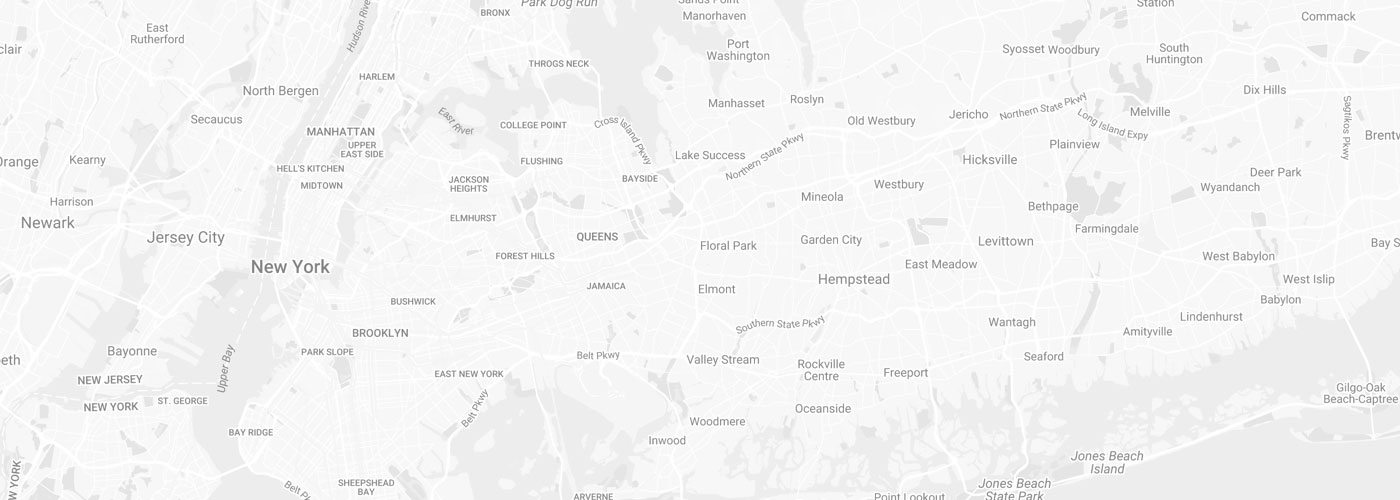 Park Dog Run
Sands Point
Station
BRONX
Manorhaven
Commack
Hudson River
East
Rutherford
Port
Washington
Syosset
Woodbury
South
Huntington
clair
THROGS NECK
HARLEM
North Bergen
Manhasset
Roslyn
Dix Hills
Secaucus
East River
Cross Island Pkwy
COLLEGE POINT
Old Westbury
Jericho
Northern State Pkwy
Melville
Long Island Expy
Sagtikos Pkwy
MANHATTAN
UPPER
EAST SIDE
Brentw
Plainview
Orange
Kearny
HELL'S KITCHEN
FLUSHING
Lake Success
Northern State Pkwy
Hicksville
MIDTOWN
JACKSON
HEIGHTS
BAYSIDE
Westbury
Deer Park
Wyandanch
Harrison
Mineola
Bethpage
Newark
ELMHURST
Farmingdale
Jersey City
QUEENS
Floral Park
Garden City
Levittown
Bay S
FOREST HILLS
East Meadow
West Babylon
New York
Hempstead
West Islip
JAMAICA
Elmont
BUSHWICK
Babylon
Lindenhurst
BROOKLYN
Southern State Pkwy
Wantagh
Amityville
Bayonne
PARK SLOPE
Belt Pkwy
Valley Stream
Seaford
eth
Upper Bay
Rockville
Centre
NEW JERSEY
EAST NEW YORK
Freeport
Gilgo-Oak
Beach-Captree
NEW YORK
ST. GEORGE
Belt Pkwy
Oceanside
Woodmere
BAY RIDGE
Inwood
Jones Beach
Island
W YORK
Belt Pk
SHEEPSHEAD
BAY
ARVERNE
Point Lookout
Jones Beach
State Park